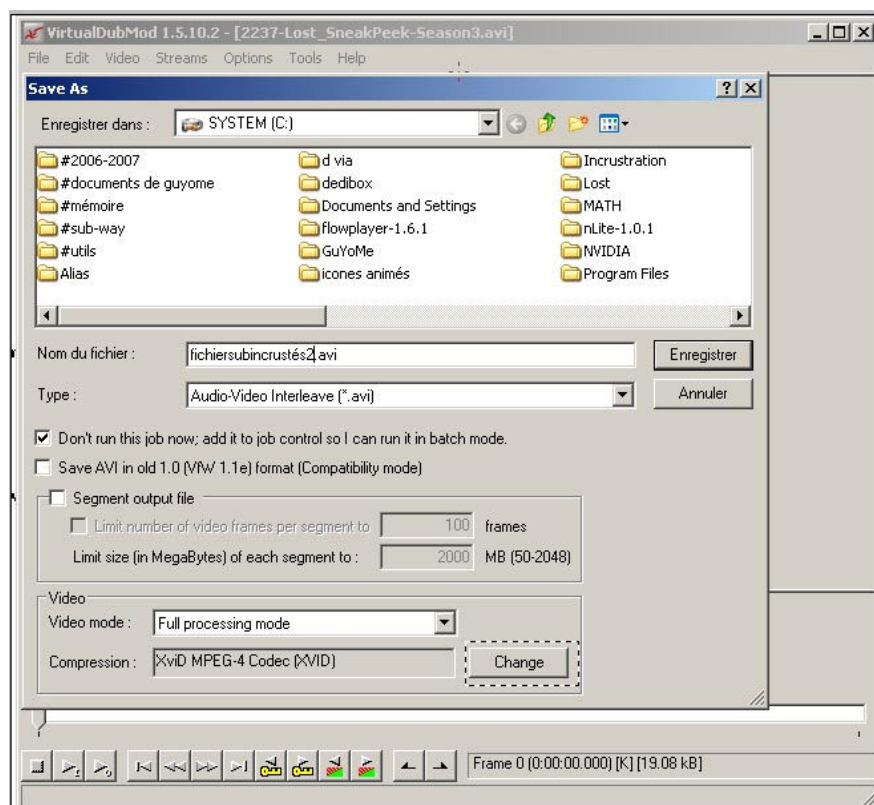 VirtualDubMod 1.5.10.2 - [2237-Lost_SneakPeek-Season3.avi]
File Edit Video Streams Options Tools Help
Save As
Enregistrer dans : SYSTEM (C:)
#2006-2007 d via Incrustration
#documents de guyome dedibox Lost
#mémoire Documents and Settings MATH
#sub-way flowplayer-1.6.1 nLite-1.0.1
#utils GuYoMe NVIDIA
Alias icones animés Program Files
Nom du fichier : fichiersubincrustés2.avi Enregistrer
Type : Audio-Video Interleave (*.avi) Annuler
Don't run this job now; add it to job control so I can run it in batch mode.
Save AVI in old 1.0 (VfW 1.1e) format (Compatibility mode)
Segment output file
Limit number of video frames per segment to 100 frames
Limit size (in MegaBytes) of each segment to : 2000 MB (50-2048)
Video
Video mode : Full processing mode
Compression : XviD MPEG-4 Codec (XVID) Change
Frame 0 (0:00:00.000) [K] [19.08 kB]